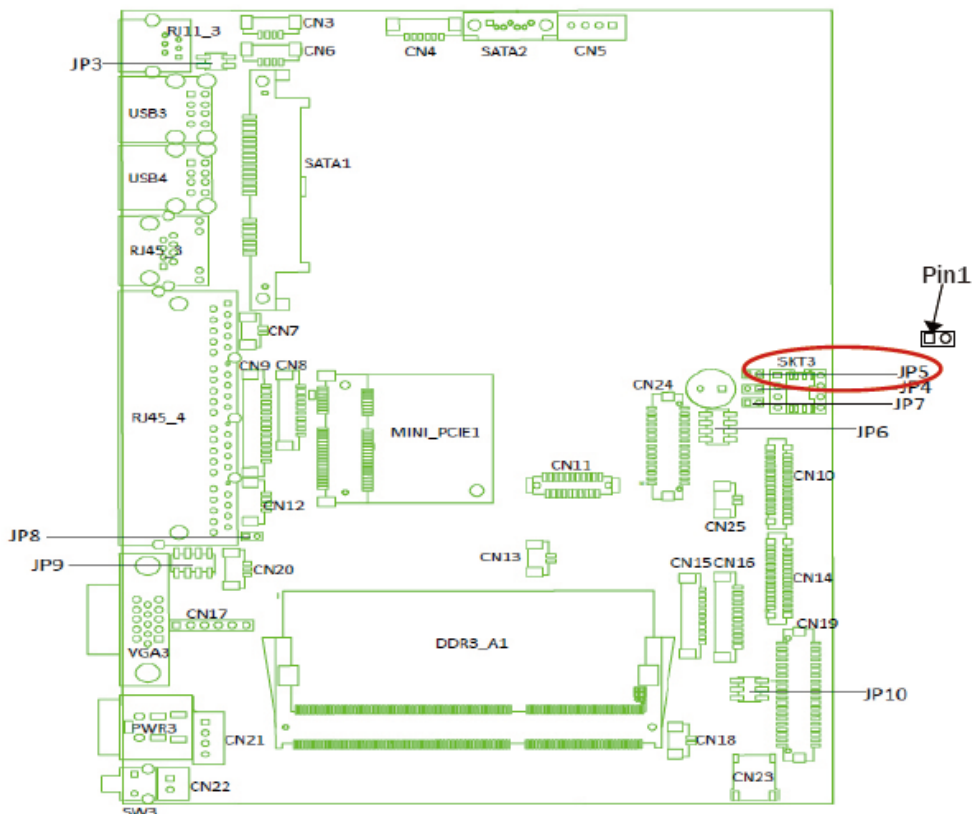 RJ11_3
CN3
CN4
SATA2
CN5
CN6
JP3
USB3
SATA1
USB4
RJ45_3
Pin1
CN7
CN9
CN8
SKT3
JP5
CN24
JP4
JP7
RJ45_4
MINI_PCIE1
JP6
CN11
CN10
CN12
CN25
JP8
JP9
CN20
CN13
CN15
CN16
CN14
CN17
CN19
DDR3_A1
VGA3
JP10
PWR3
CN21
CN18
CN23
CN22
SW3